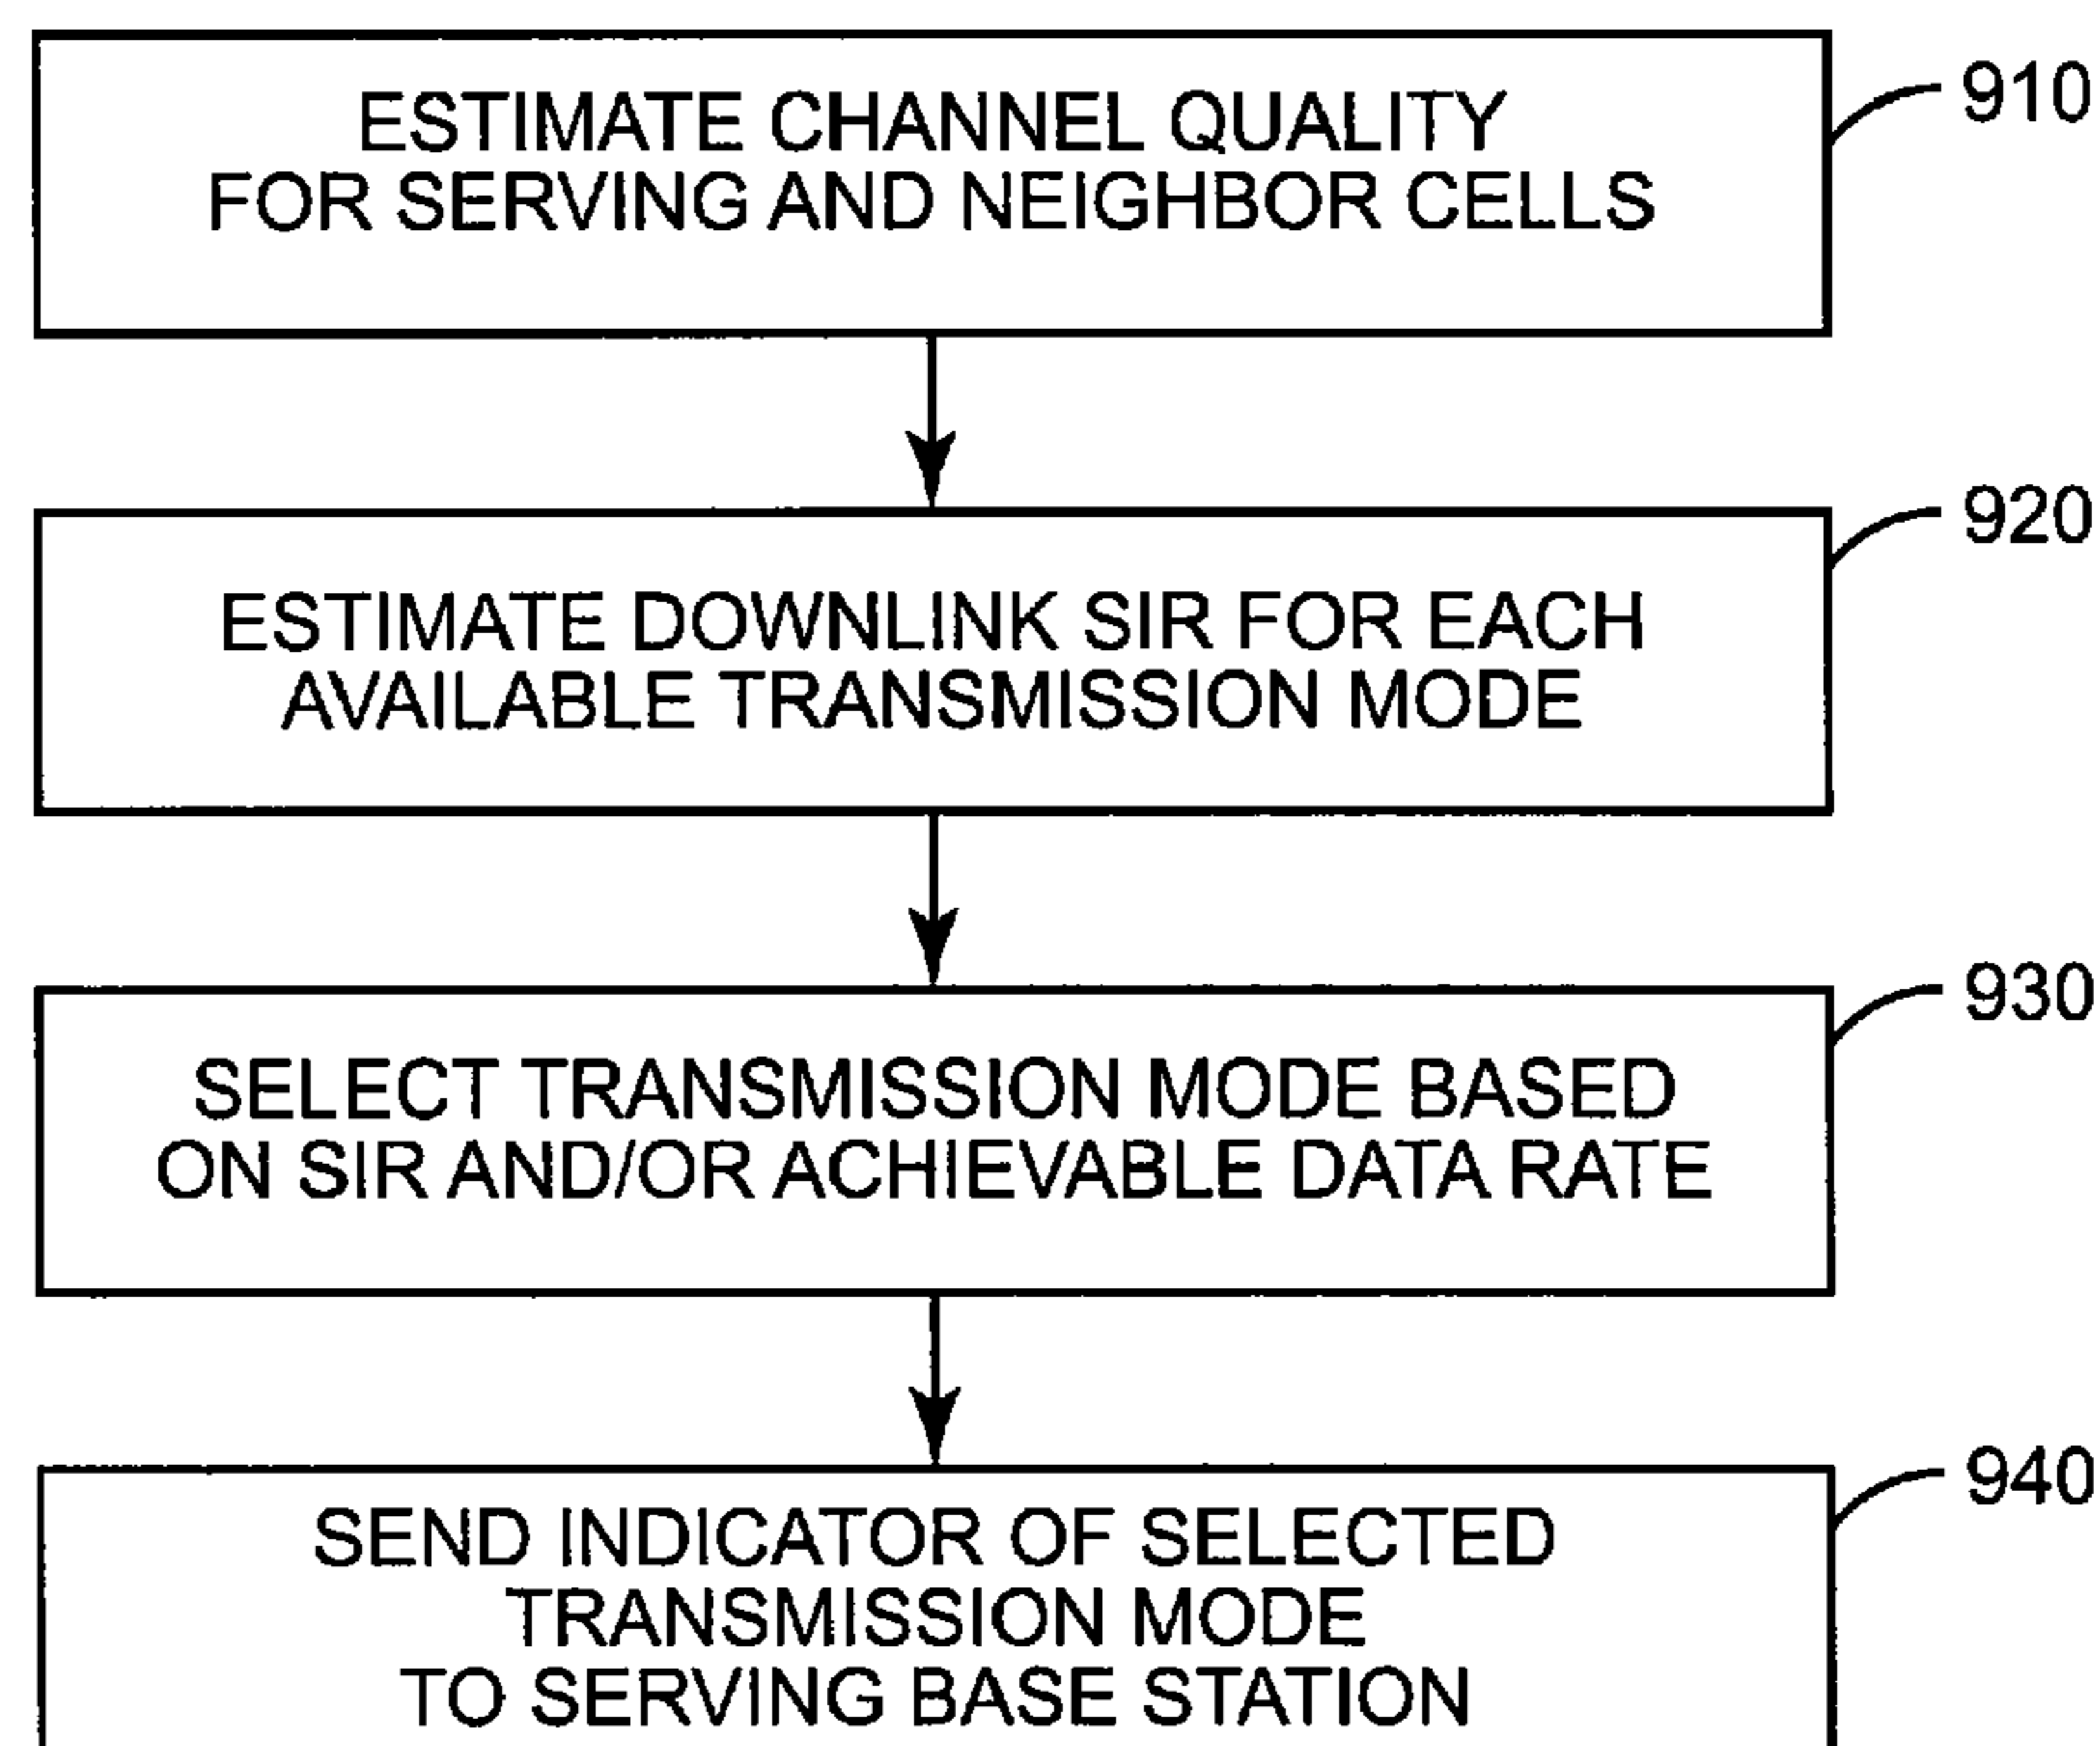 ESTIMATE CHANNEL QUALITY
FOR SERVING AND NEIGHBOR CELLS
910
ESTIMATE DOWNLINK SIR FOR EACH
AVAILABLE TRANSMISSION MODE
920
SELECT TRANSMISSION MODE BASED
ON SIR AND/OR ACHIEVABLE DATA RATE
930
SEND INDICATOR OF SELECTED
TRANSMISSION MODE
TO SERVING BASE STATION
940